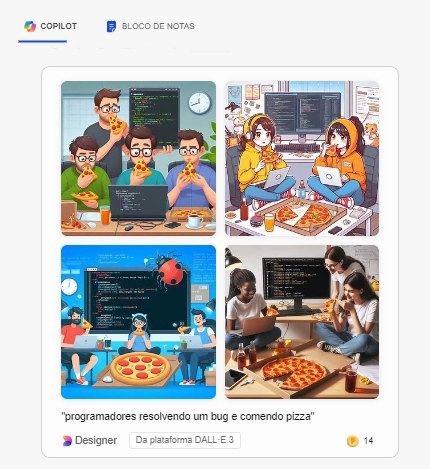 COPILOT
BLOCO DE NOTAS
"programadores resolvendo um bug e comendo pizza"
Designer
Da plataforma DALL·E 3
14